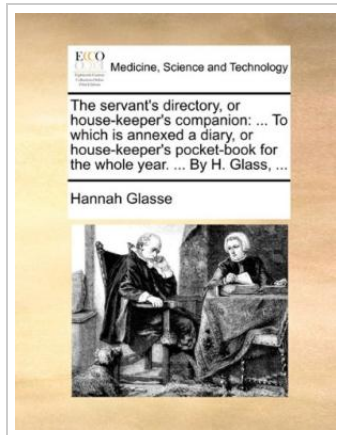 ECCO
Medicine, Science and Technology
The servant's directory, or
house-keeper's companion: ... To
which is annexed a diary, or
house-keeper's pocket-book for
the whole year. ... By H. Glass, ...
Hannah Glasse